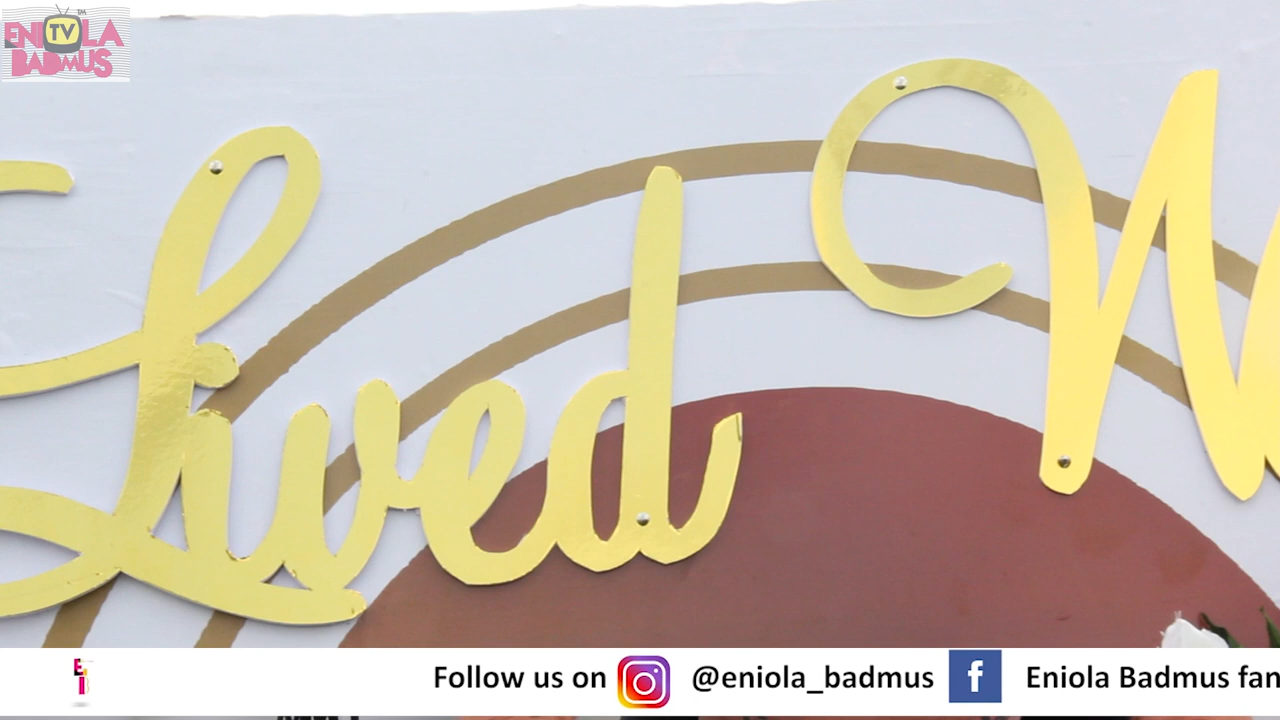 ENIOLA
TV
BADMUS
Lived
Follow us on @eniola_badmus Eniola Badmus fan